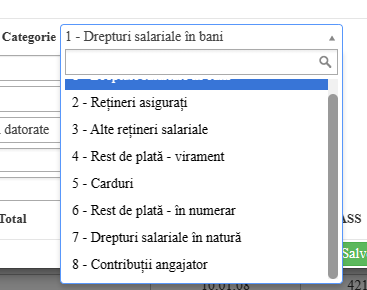 Categorie 1 - Drepturi salariale în bani
2 - Rețineri asigurați
3 - Alte rețineri salariale
datorate
4 - Rest de plată - virament
5 - Carduri
6 - Rest de plată - în numerar
Total
ASS
7 - Drepturi salariale în natură
Salv
8 - Contribuții angajator
10.01.08
421